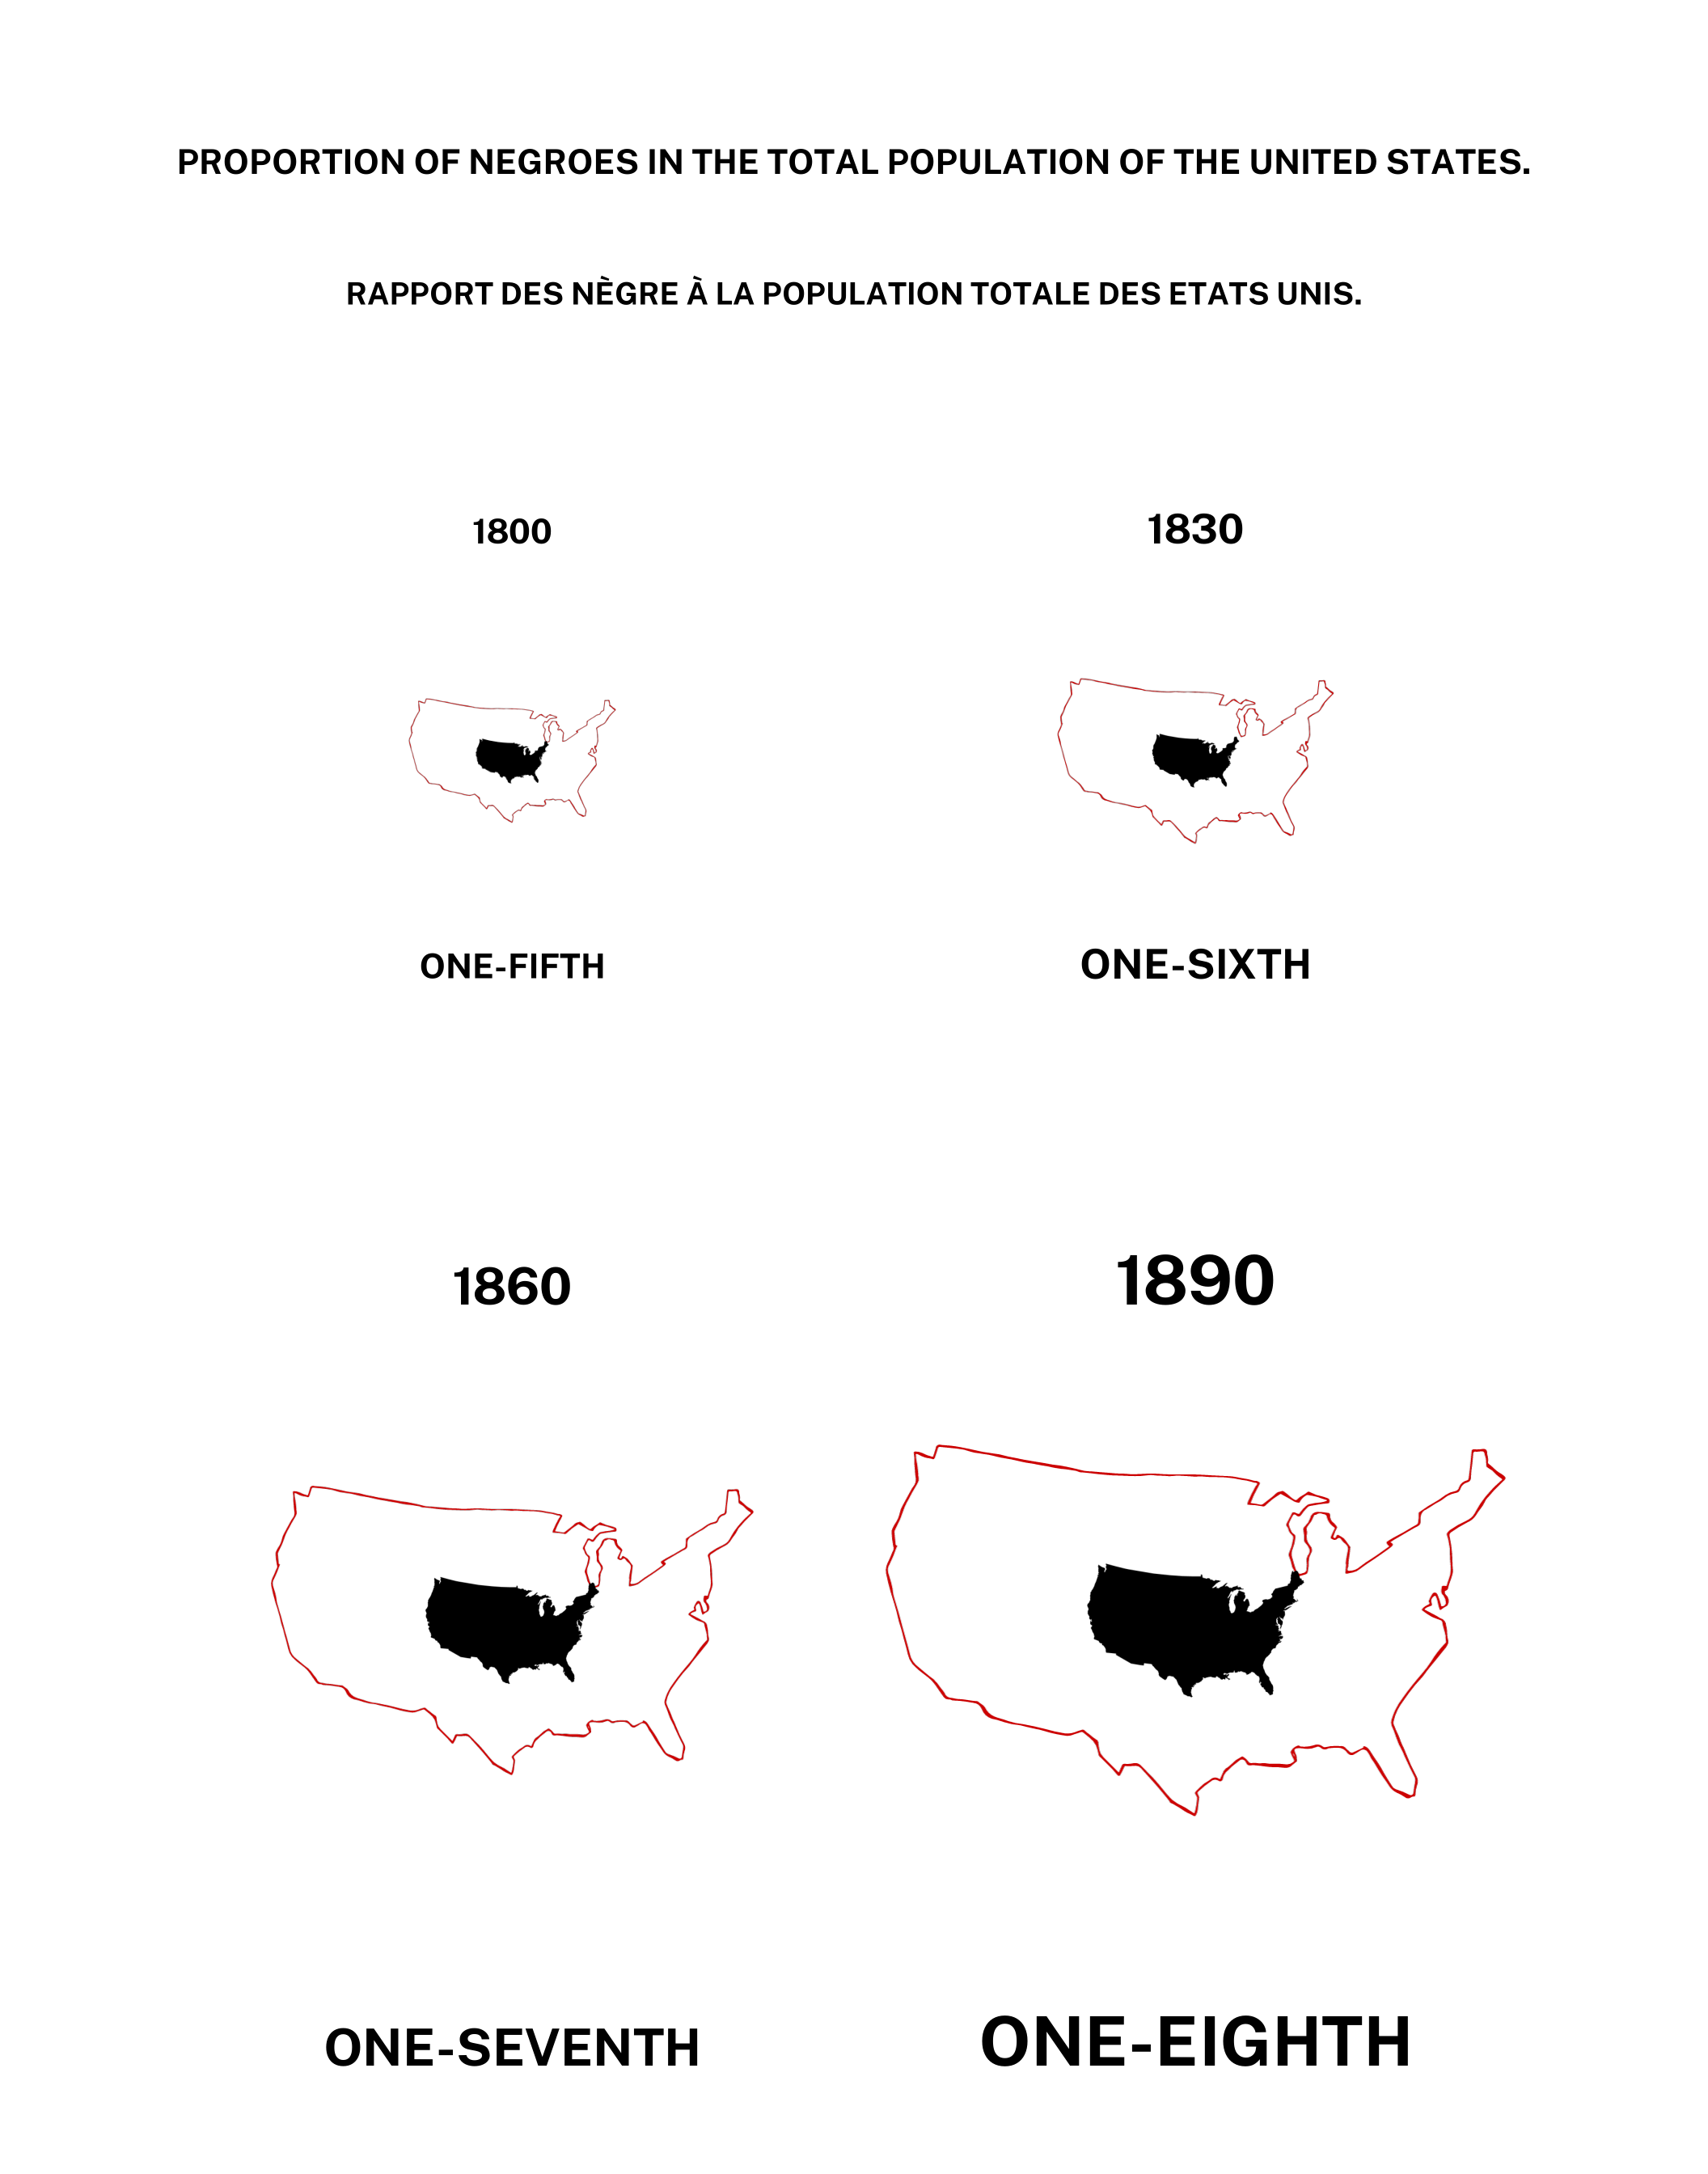 PROPORTION OF NEGROES IN THE TOTAL POPULATION OF THE UNITED STATES.
RAPPORT DES NÈGRE À LA POPULATION TOTALE DES ETATS UNIS.
1800
1830
ONE-FIFTH
ONE-SIXTH
1860
1890
ONE-SEVENTH
ONE-EIGHTH